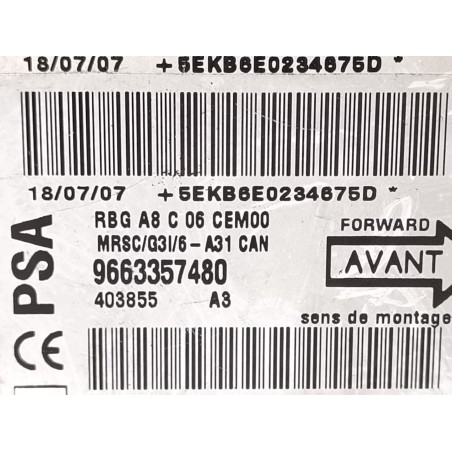 18/07/07 +5EKB6E0234675D *
18/07/07 +5EKB6E0234675D *
PSA
RBG A8 C 06 CEM00
MRSC/G3I/6- A31 CAN
9663357480
403855 A3
FORWARD
AVANT
sens de montage
CE